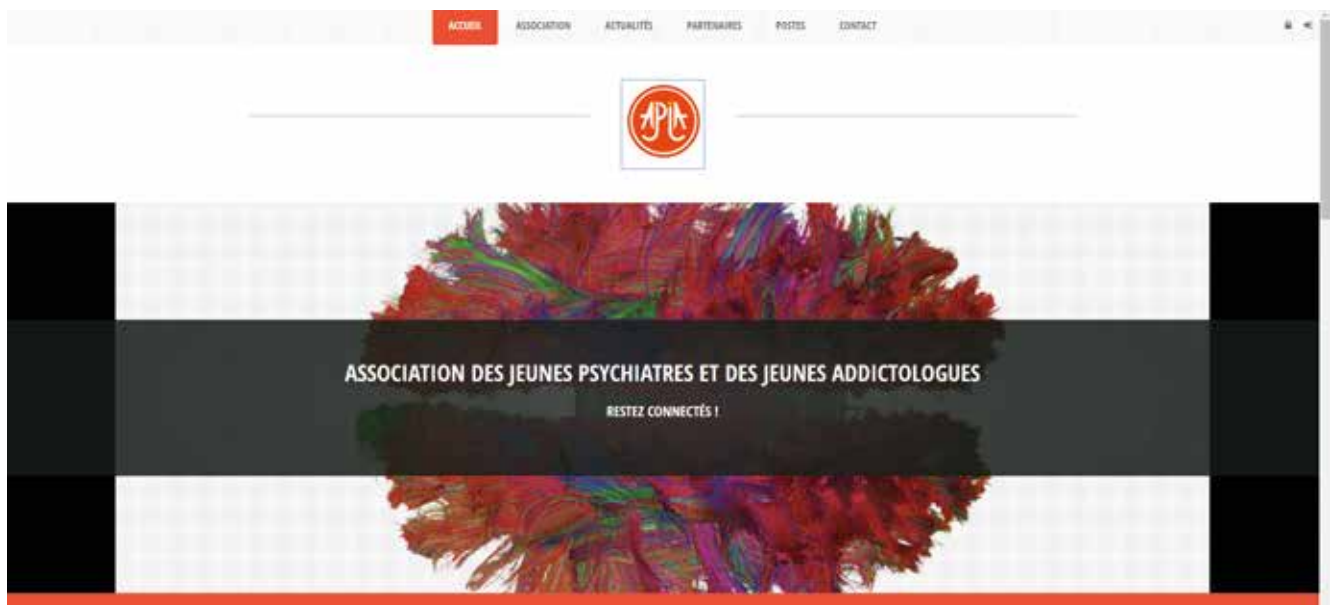 ACCUEIL ASSOCIATION ACTUALITÉS PARTENAIRES POSTES CONTACT
AJPJA
ASSOCIATION DES JEUNES PSYCHIATRES ET DES JEUNES ADDICTOLOGUES
RESTEZ CONNECTÉS !